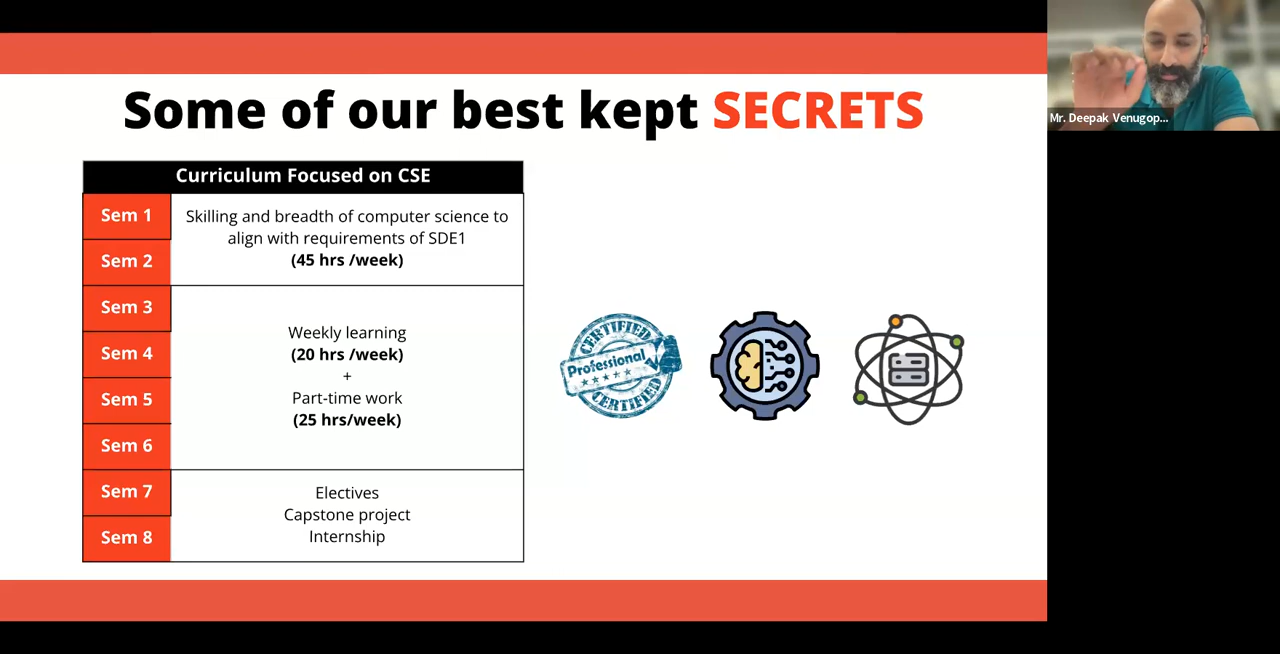 Some of our best kept SECRETS
Mr. Deepak Venugop...
Curriculum Focused on CSE
Sem 1
Skilling and breadth of computer science to
align with requirements of SDE1
Sem 2
(45 hrs /week)
Sem 3
Weekly learning
Sem 4
(20 hrs /week)
+
Sem 5
Part-time work
(25 hrs/week)
Sem 6
Sem 7
Electives
Capstone project
Sem 8
Internship
CERTIFIED
Professional
CERTIFIED